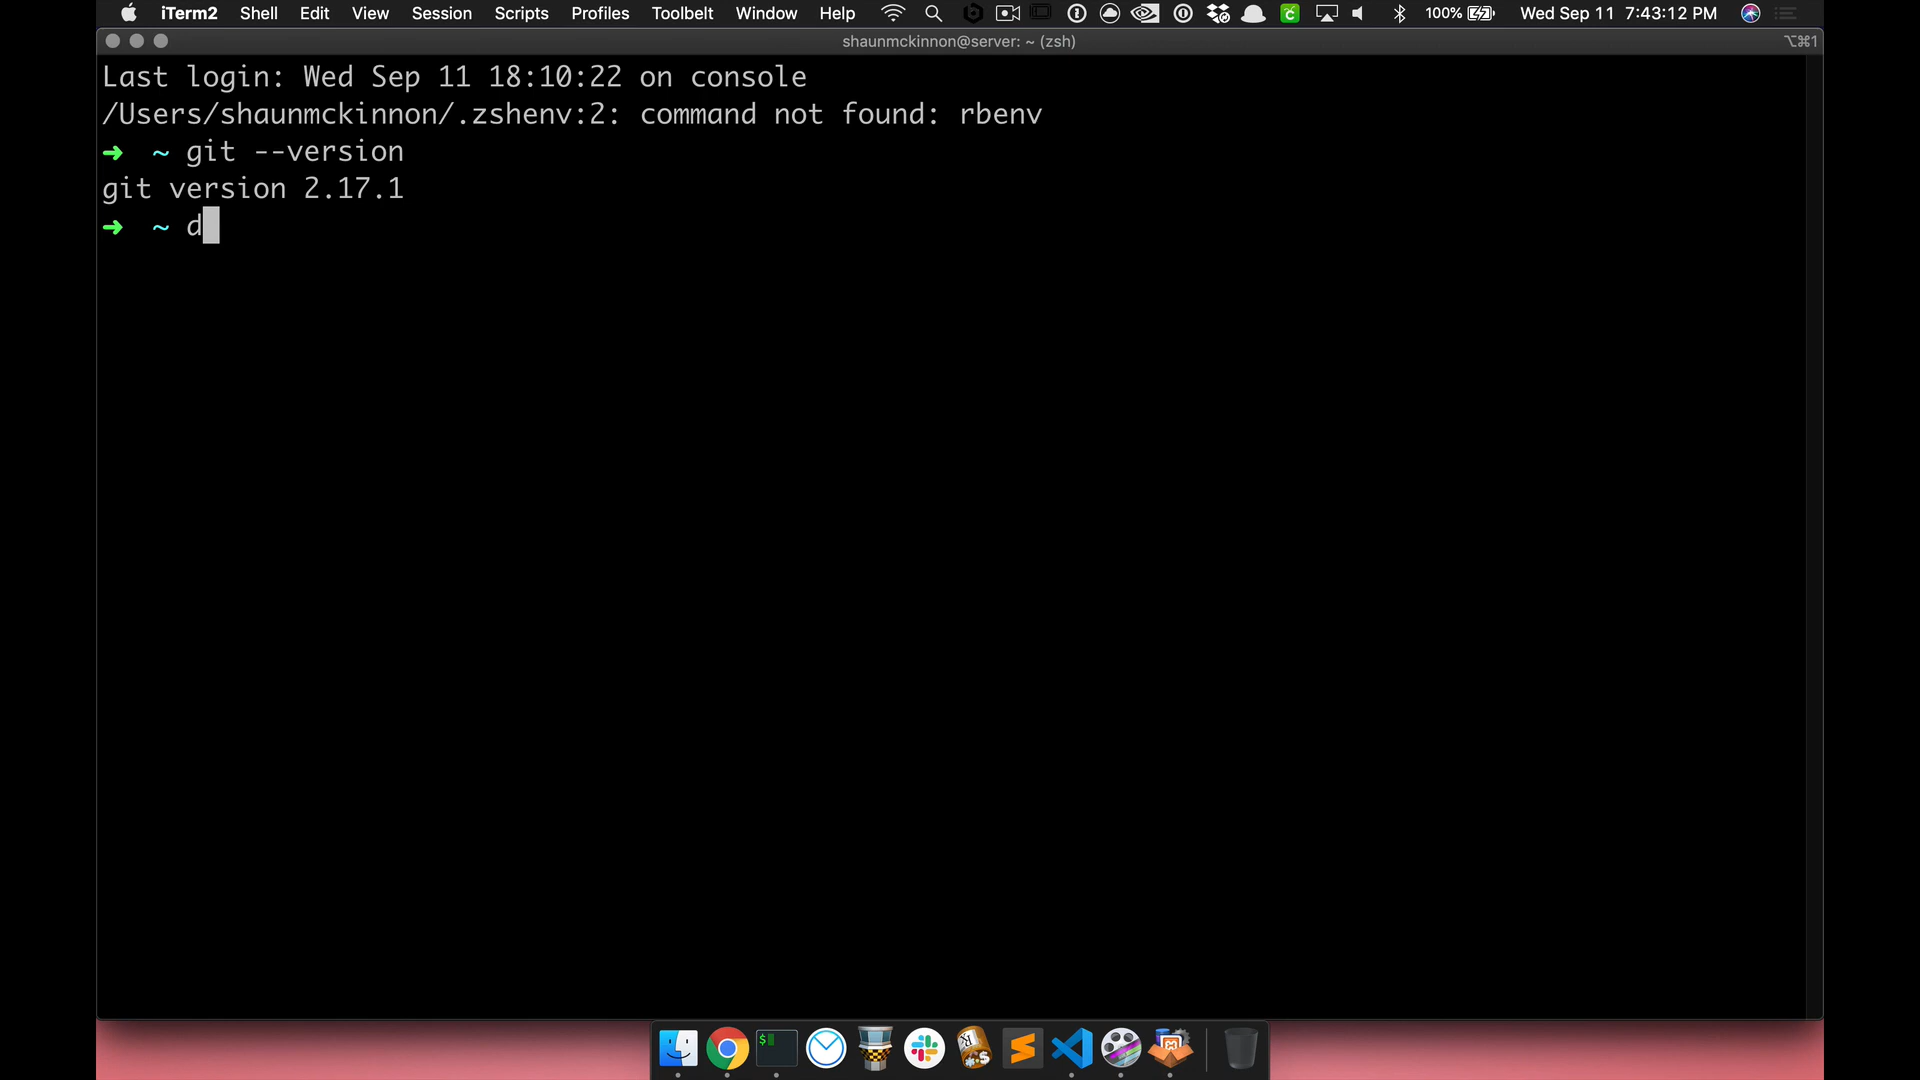 iTerm2 Shell Edit View Session Scripts Profiles Toolbelt Window Help 100% Wed Sep 11 7:43:12 PM
shaunmckinnon@server: ~ (zsh) ⌥⌘1
Last login: Wed Sep 11 18:10:22 on console
/Users/shaunmckinnon/.zshenv:2: command not found: rbenv
➜ ~ git --version
git version 2.17.1
➜ ~ d